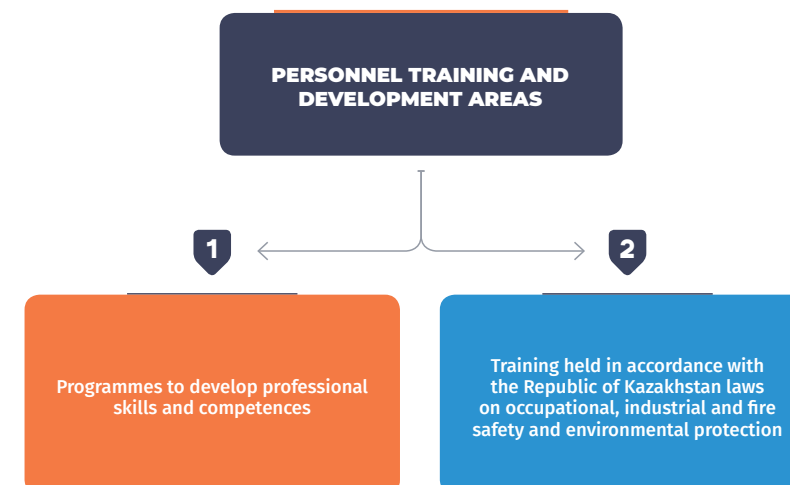 PERSONNEL TRAINING AND
DEVELOPMENT AREAS
1
2
Programmes to develop professional
skills and competences
Training held in accordance with
the Republic of Kazakhstan laws
on occupational, industrial and fire
safety and environmental protection